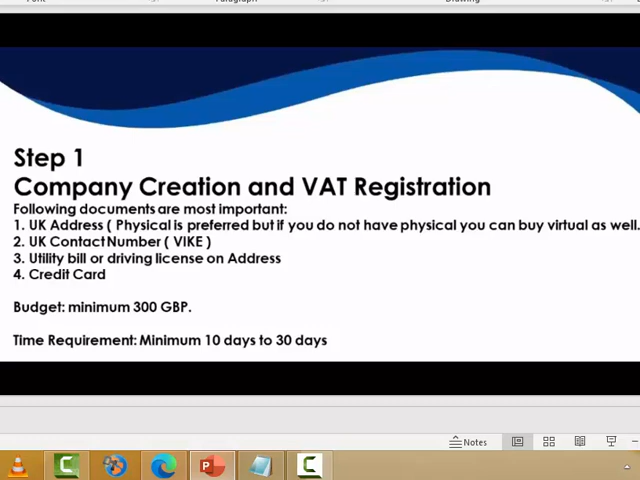 Step 1
Company Creation and VAT Registration
Following documents are most important:
1. UK Address ( Physical is preferred but if you do not have physical you can buy virtual as well.
2. UK Contact Number ( VIKE )
3. Utility bill or driving license on Address
4. Credit Card
Budget: minimum 300 GBP.
Time Requirement: Minimum 10 days to 30 days
Notes